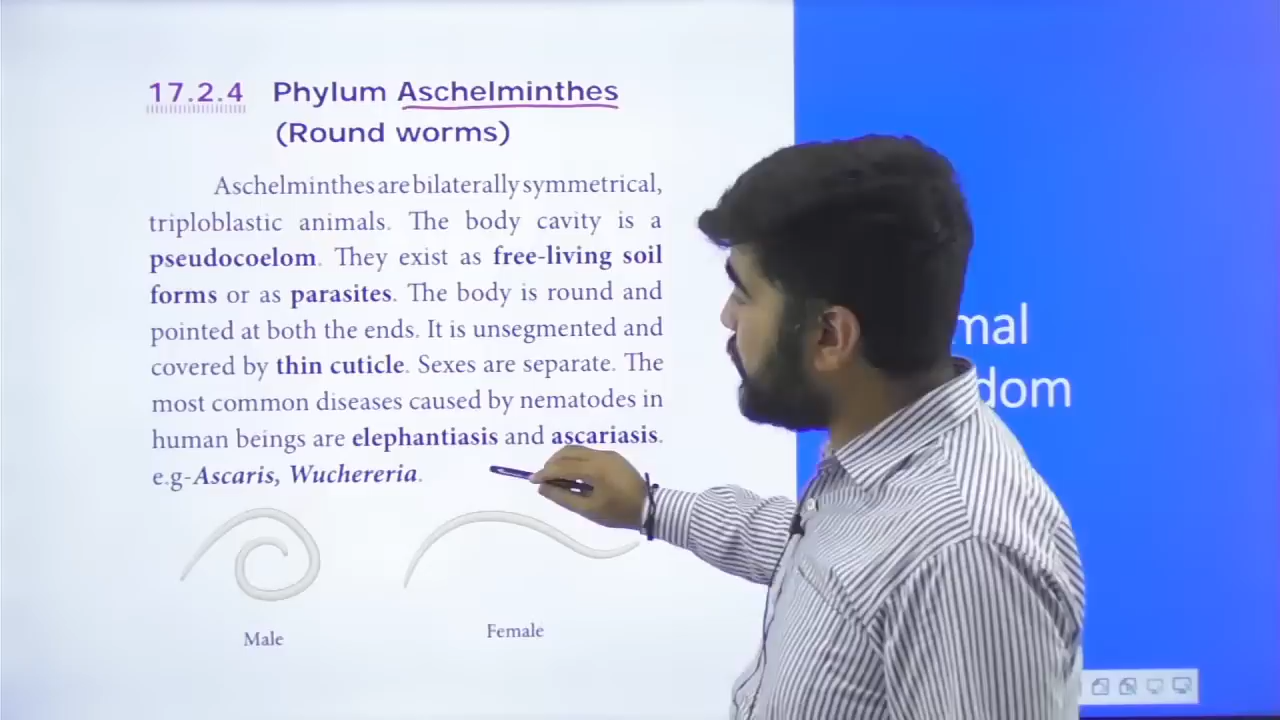 17.2.4 Phylum Aschelminthes
(Round worms)
Aschelminthes are bilaterally symmetrical,
triploblastic animals. The body cavity is a
pseudocoelom. They exist as free-living soil
forms or as parasites. The body is round and
pointed at both the ends. It is unsegmented and
covered by thin cuticle. Sexes are separate. The
most common diseases caused by nematodes in
human beings are elephantiasis and ascariasis.
e.g-Ascaris, Wuchereria.
Male
Female
mal
dom